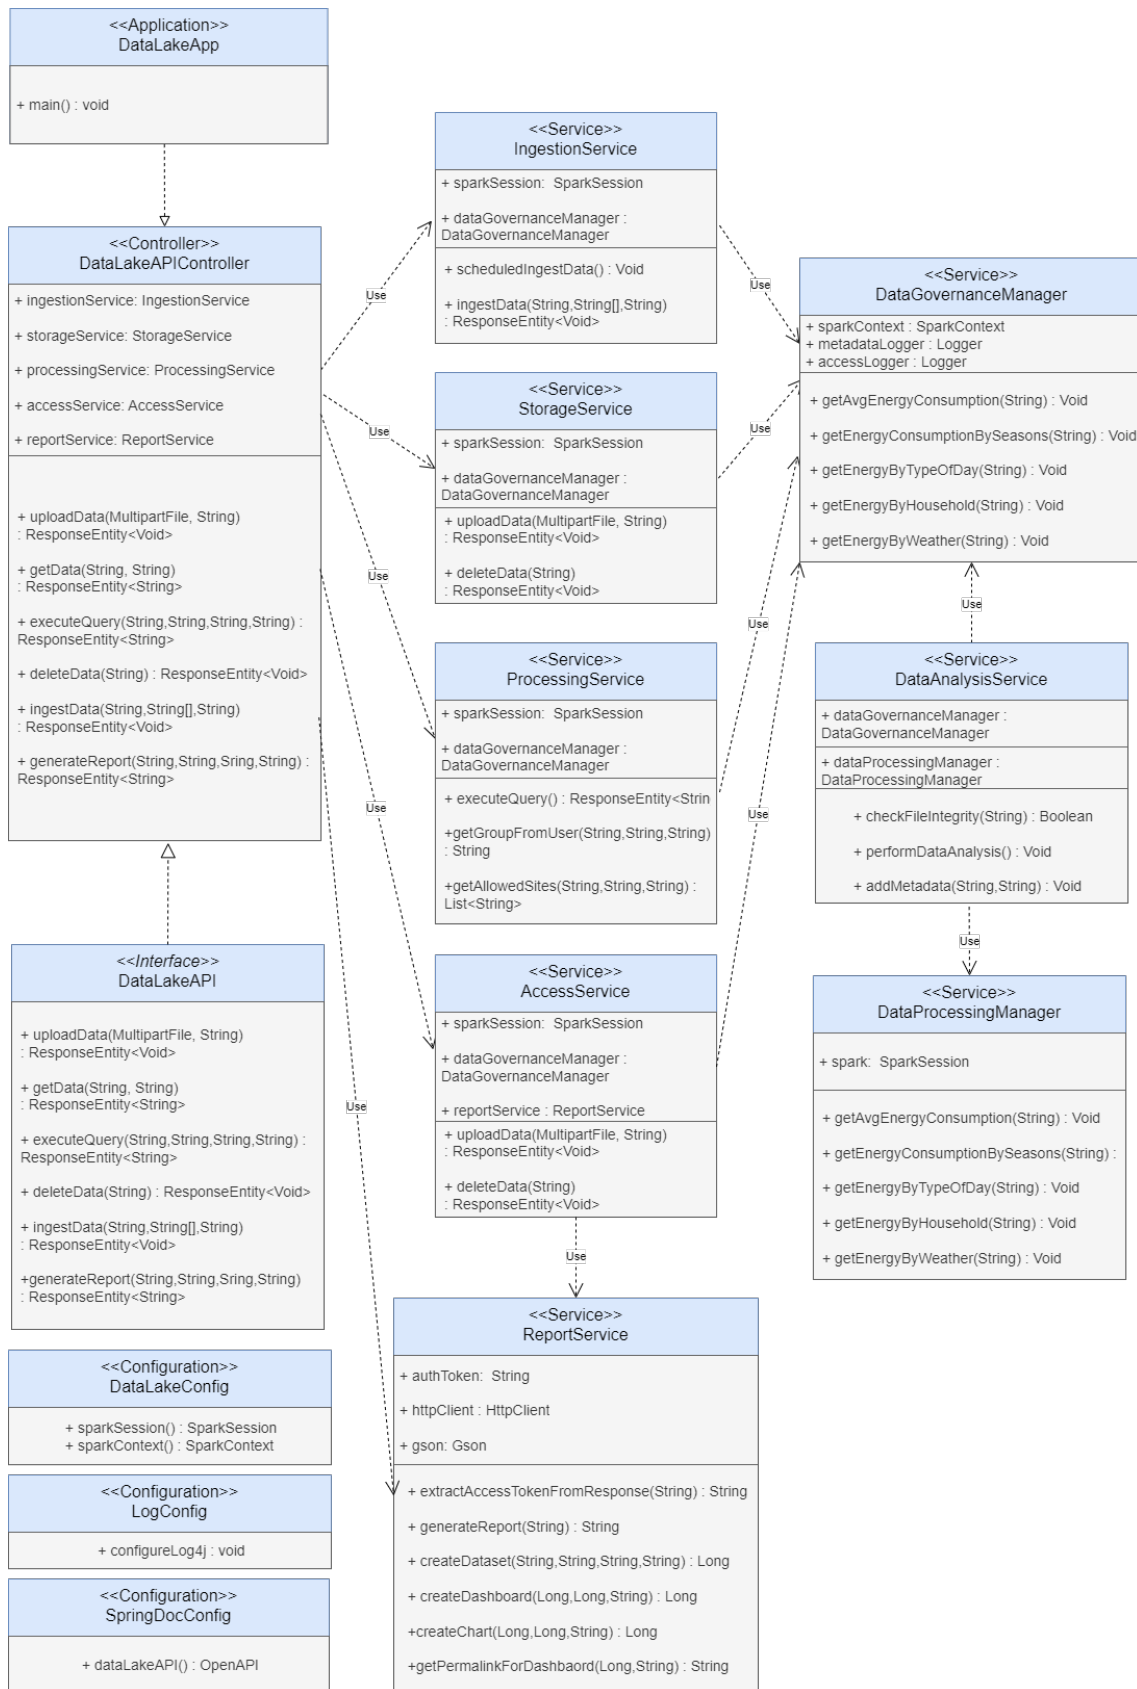 <<Application>>
DataLakeApp
+ main() : void
<<Controller>>
DataLakeAPIController
+ ingestionService: IngestionService
+ storageService: StorageService
+ processingService: ProcessingService
+ accessService: AccessService
+ reportService: ReportService
+ uploadData(MultipartFile, String)
: ResponseEntity<Void>
+ getData(String, String)
: ResponseEntity<String>
+ executeQuery(String,String,String,String) :
ResponseEntity<String>
+ deleteData(String) : ResponseEntity<Void>
+ ingestData(String,String[],String)
: ResponseEntity<Void>
+ generateReport(String,String,Sring,String) :
ResponseEntity<String>
<<Interface>>
DataLakeAPI
+ uploadData(MultipartFile, String)
: ResponseEntity<Void>
+ getData(String, String)
: ResponseEntity<String>
+ executeQuery(String,String,String,String) :
ResponseEntity<String>
+ deleteData(String) : ResponseEntity<Void>
+ ingestData(String,String[],String)
: ResponseEntity<Void>
+generateReport(String,String,Sring,String)
: ResponseEntity<String>
<<Configuration>>
DataLakeConfig
+ sparkSession() : SparkSession
+ sparkContext() : SparkContext
<<Configuration>>
LogConfig
+ configureLog4j : void
<<Configuration>>
SpringDocConfig
+ dataLakeAPI() : OpenAPI
Use
Use
Use
Use
Use
<<Service>>
IngestionService
+ sparkSession:  SparkSession
+ dataGovernanceManager :
DataGovernanceManager
+ scheduledIngestData() : Void
+ ingestData(String,String[],String)
: ResponseEntity<Void>
<<Service>>
StorageService
+ sparkSession:  SparkSession
+ dataGovernanceManager :
DataGovernanceManager
+ uploadData(MultipartFile, String)
: ResponseEntity<Void>
+ deleteData(String)
: ResponseEntity<Void>
<<Service>>
ProcessingService
+ sparkSession:  SparkSession
+ dataGovernanceManager :
DataGovernanceManager
+ executeQuery() : ResponseEntity<Strin
+getGroupFromUser(String,String,String)
: String
+getAllowedSites(String,String,String) :
List<String>
<<Service>>
AccessService
+ sparkSession:  SparkSession
+ dataGovernanceManager :
DataGovernanceManager
+ reportService : ReportService
+ uploadData(MultipartFile, String)
: ResponseEntity<Void>
+ deleteData(String)
: ResponseEntity<Void>
Use
<<Service>>
ReportService
+ authToken:  String
+ httpClient : HttpClient
+ gson: Gson
+ extractAccessTokenFromResponse(String) : String
+ generateReport(String) : String
+ createDataset(String,String,String,String) : Long
+ createDashboard(Long,Long,String) : Long
+createChart(Long,Long,String) : Long
+getPermalinkForDashbaord(Long,String) : String
Use
Use
Use
Use
<<Service>>
DataGovernanceManager
+ sparkContext : SparkContext
+ metadataLogger : Logger
+ accessLogger : Logger
+ getAvgEnergyConsumption(String) : Void
+ getEnergyConsumptionBySeasons(String) : Void
+ getEnergyByTypeOfDay(String) : Void
+ getEnergyByHousehold(String) : Void
+ getEnergyByWeather(String) : Void
Use
<<Service>>
DataAnalysisService
+ dataGovernanceManager :
DataGovernanceManager
+ dataProcessingManager :
DataProcessingManager
+ checkFileIntegrity(String) : Boolean
+ performDataAnalysis() : Void
+ addMetadata(String,String) : Void
Use
<<Service>>
DataProcessingManager
+ spark:  SparkSession
+ getAvgEnergyConsumption(String) : Void
+ getEnergyConsumptionBySeasons(String) :
+ getEnergyByTypeOfDay(String) : Void
+ getEnergyByHousehold(String) : Void
+ getEnergyByWeather(String) : Void